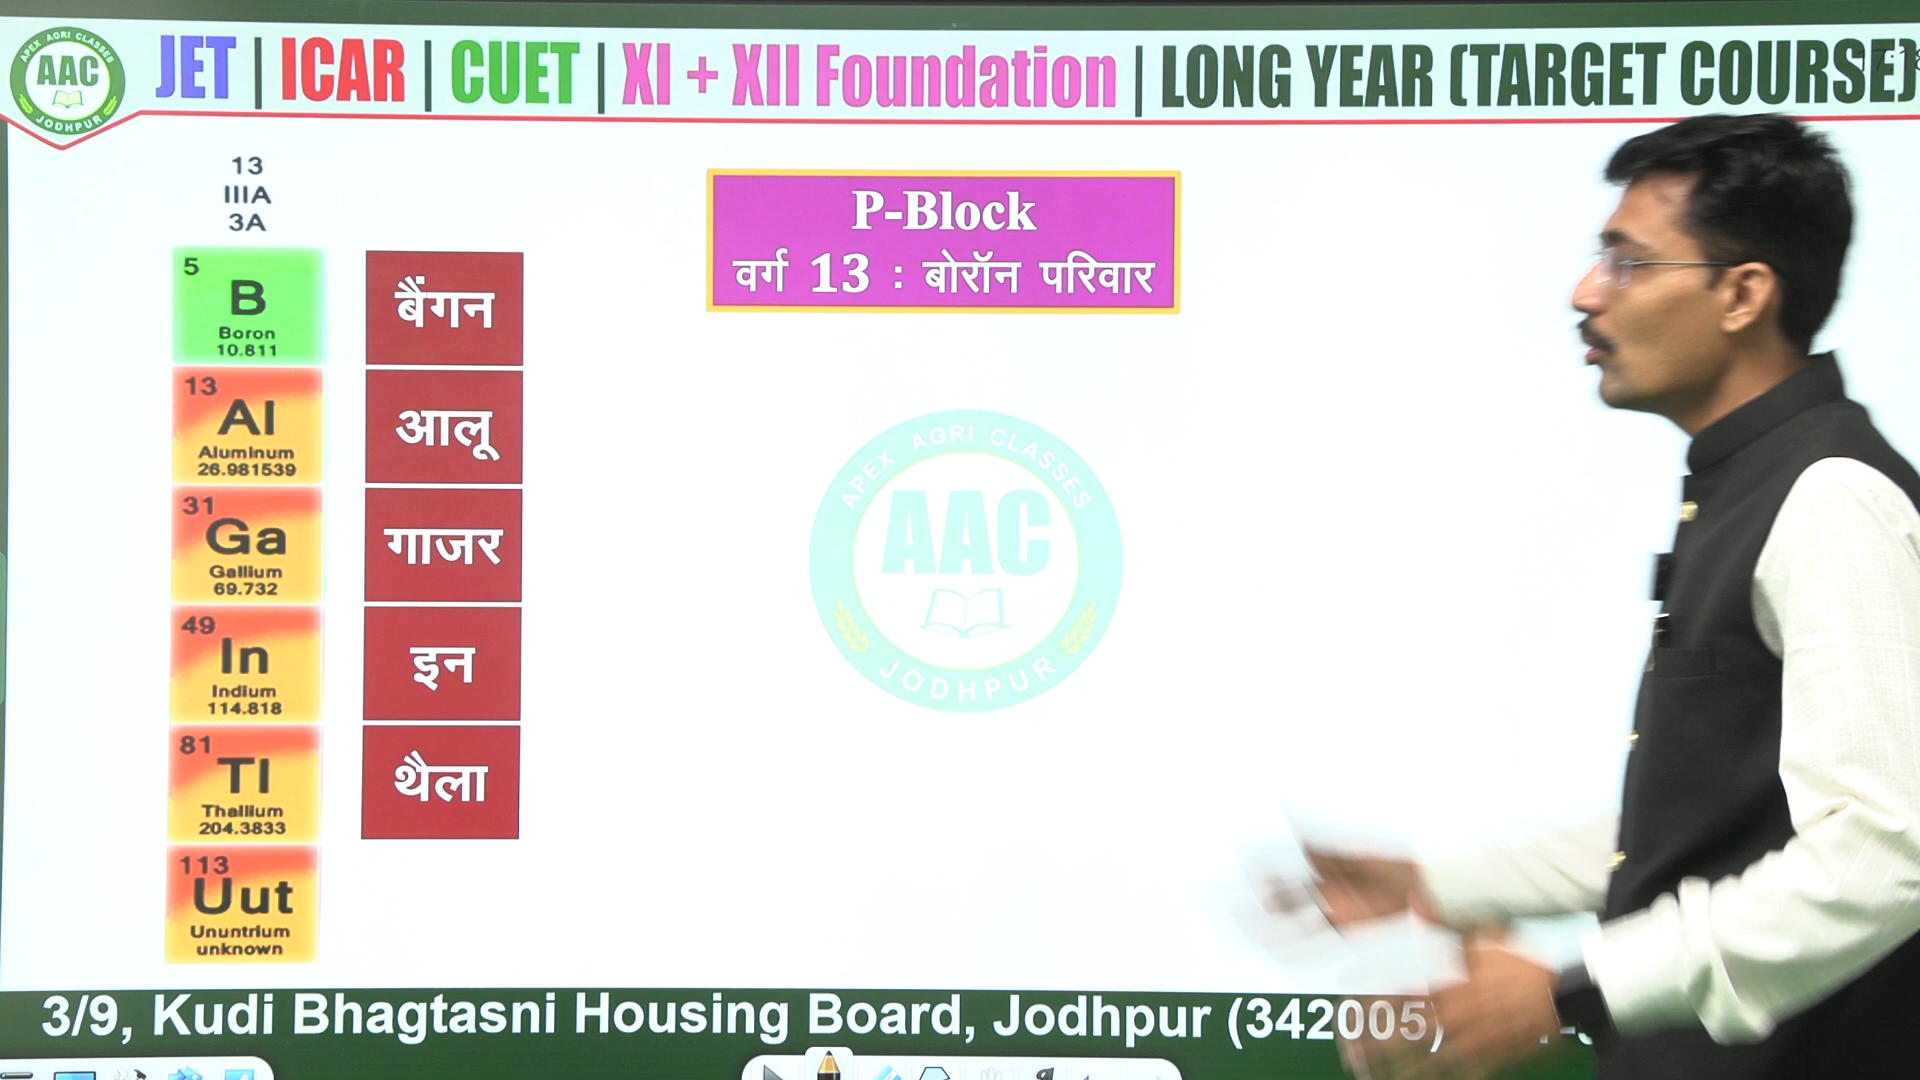 APEX AGRI CLASSES
AAC
JODHPUR
JET | ICAR | CUET | XI + XII Foundation | LONG YEAR (TARGET COURSE)
13
IIIA
3A
P-Block
वर्ग 13 : बोरॉन परिवार
5
B
Boron
10.811
बैंगन
13
Al
Aluminum
26.981539
आलू
31
Ga
Gallium
69.732
गाजर
49
In
Indium
114.818
इन
81
Tl
Thallium
204.3833
थैला
113
Uut
Ununtrium
unknown
APEX AGRI CLASSES
AAC
JODHPUR
3/9, Kudi Bhagtasni Housing Board, Jodhpur (342005)